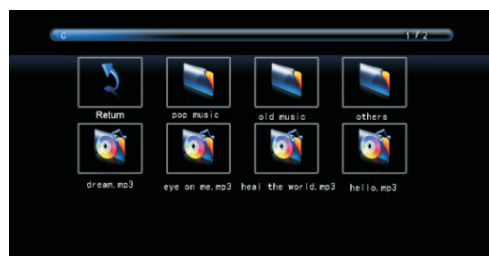 C 1 / 2
Return pop music old music others
dream.mp3 eye on me.mp3 heal the world.mp3 hello.mp3